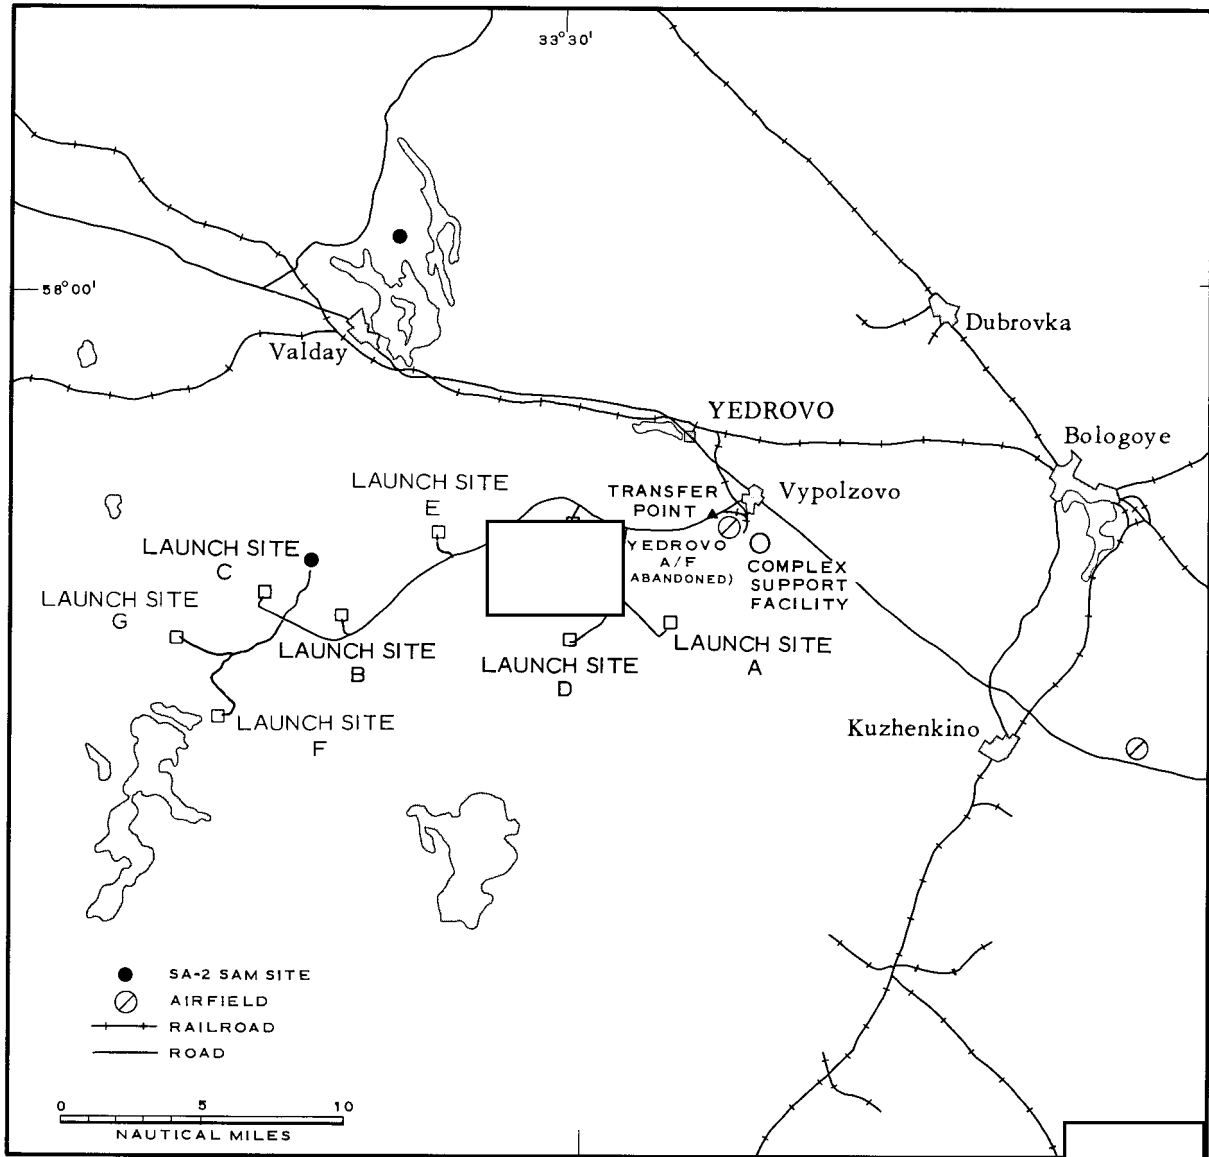 33°30'
58°00'
Dubrovka
Valday
YEDROVO
Bologoye
LAUNCH SITE
E
TRANSFER
POINT
Vypolzovo
LAUNCH SITE
C
YEDROVO
A/F
ABANDONED)
COMPLEX
SUPPORT
FACILITY
LAUNCH SITE
G
LAUNCH SITE
B
LAUNCH SITE
D
LAUNCH SITE
A
LAUNCH SITE
F
Kuzhenkino
SA-2 SAM SITE
AIRFIELD
RAILROAD
ROAD
0 5 10
NAUTICAL MILES